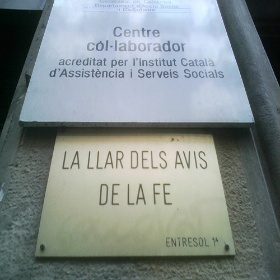 Centre
col·laborador
acreditat per l'Institut Català
d'Assistència i Serveis Socials
LA LLAR DELS AVIS
DE LA FE
ENTRESOL 1ª